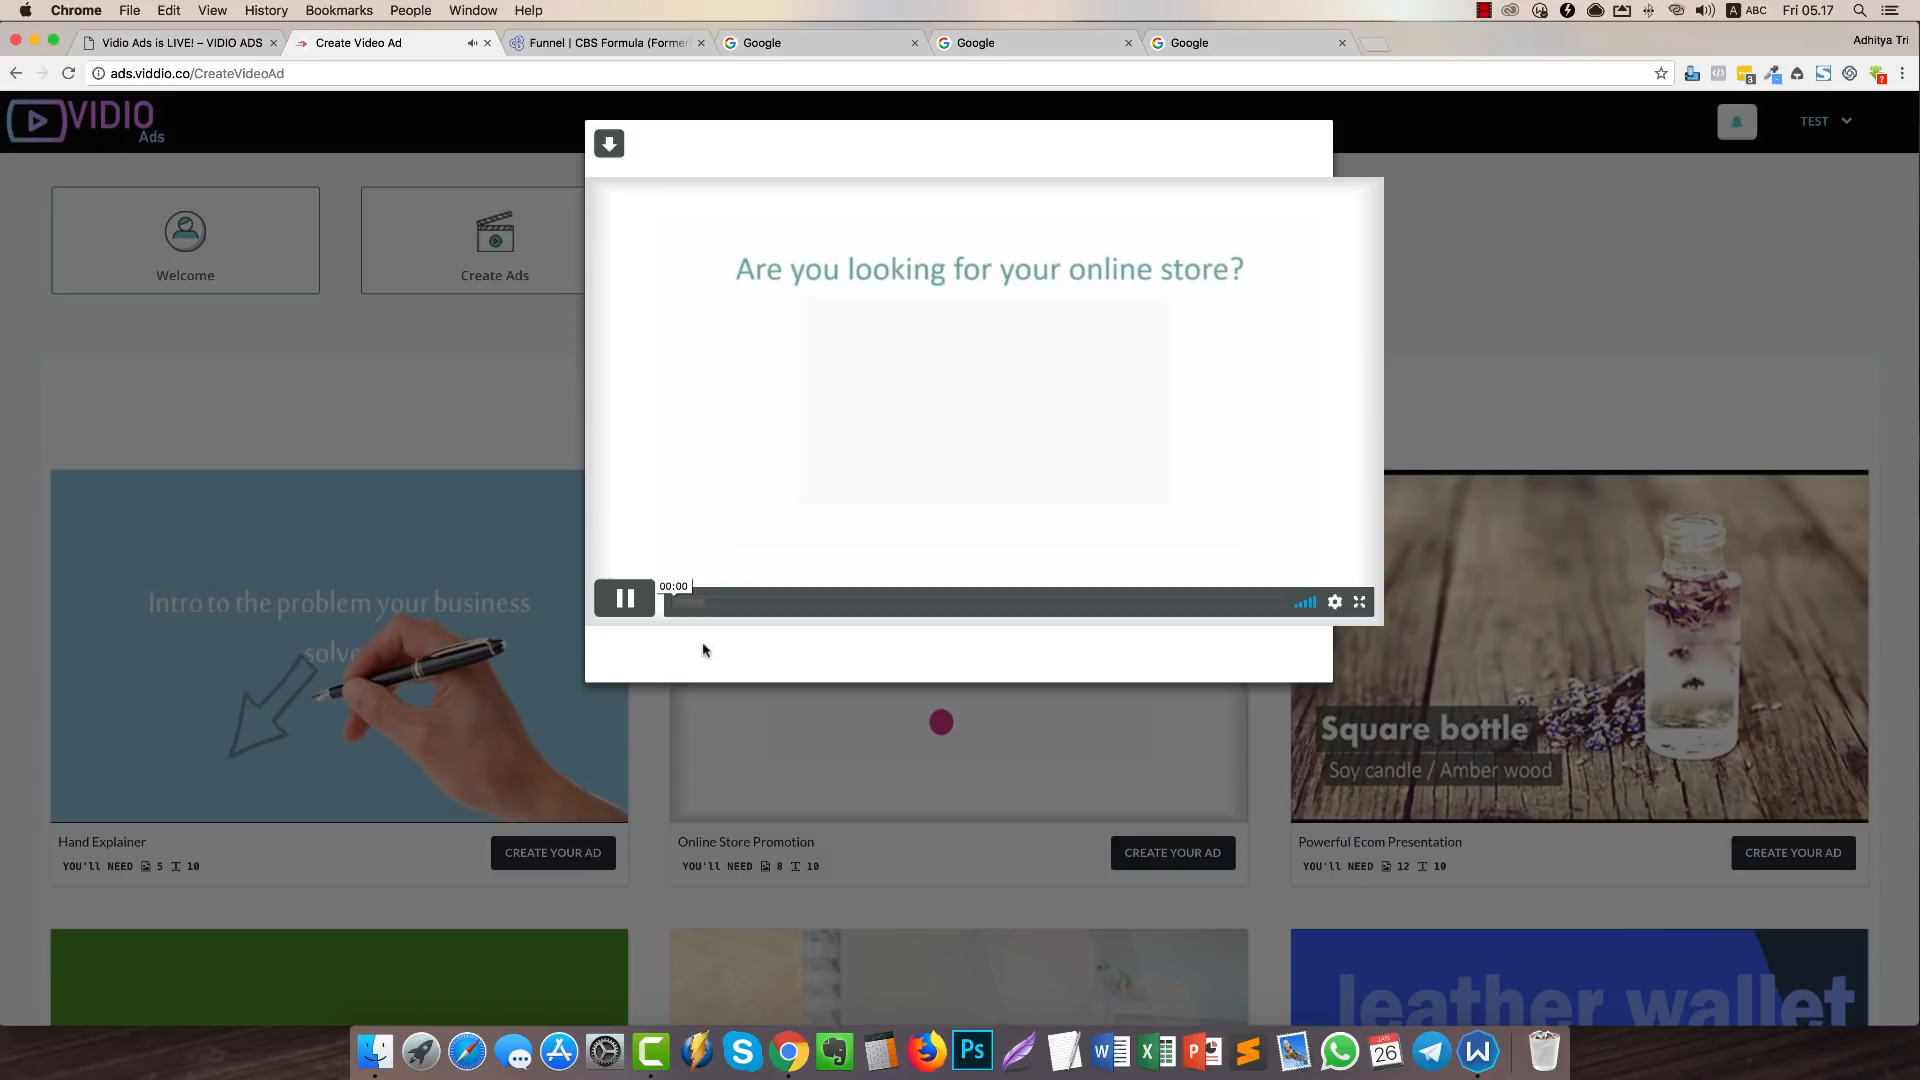 Chrome File Edit View History Bookmarks People Window Help
A ABC Fri 05.17
Vidio Ads is LIVE! – VIDIO ADS
Create Video Ad
Funnel | CBS Formula (Former
Google
Google
Google
Adhitya Tri
ads.viddio.co/CreateVideoAd
VIDIO
Ads
TEST
Welcome
Create Ads
Are you looking for your online store?
00:00
Intro to the problem your business
solve
Square bottle
Soy candle / Amber wood
Hand Explainer
YOU'll NEED 5 10
CREATE YOUR AD
Online Store Promotion
YOU'll NEED 8 10
CREATE YOUR AD
Powerful Ecom Presentation
YOU'll NEED 12 10
CREATE YOUR AD
leather wallet
Ps
JAN
26